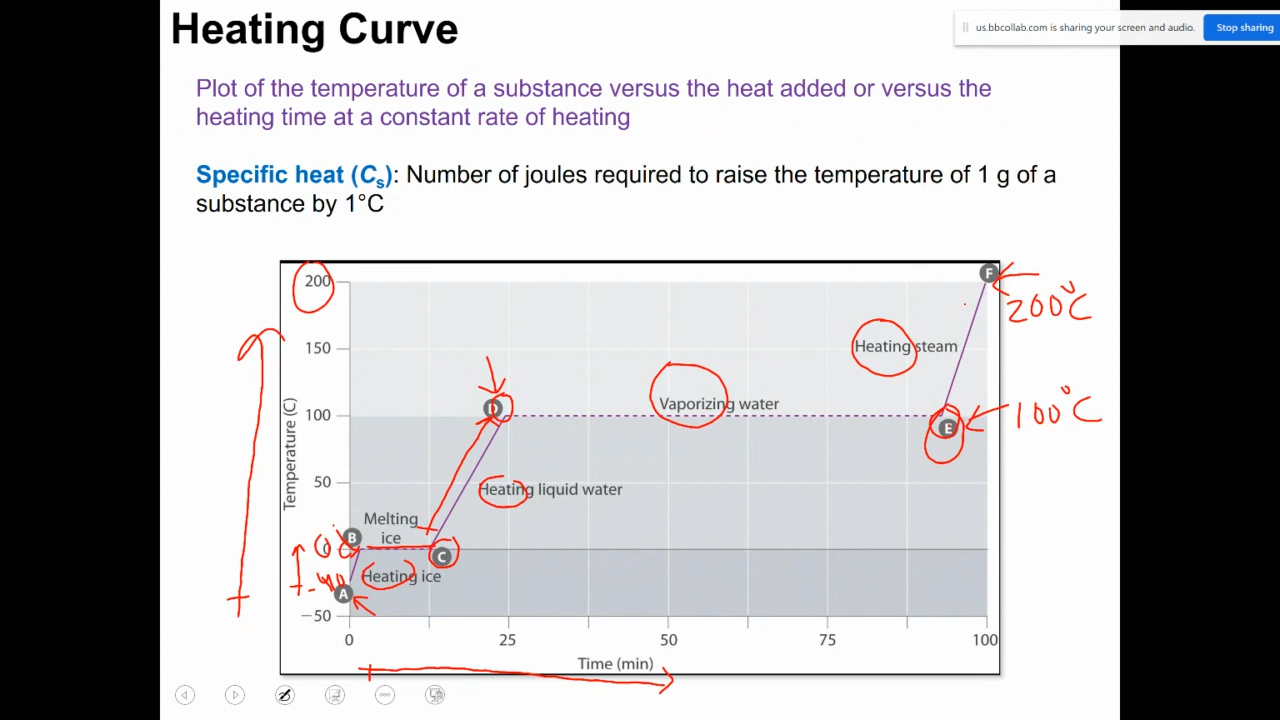 Heating Curve
us.bbcollab.com is sharing your screen and audio.
Stop sharing
Plot of the temperature of a substance versus the heat added or versus the
heating time at a constant rate of heating
Specific heat (Cs): Number of joules required to raise the temperature of 1 g of a
substance by 1°C
200
F
200°C
150
Heating steam
D
100
Vaporizing water
E
100°C
Temperature (C)
50
Heating liquid water
Melting
ice
B
0
0°c
C
Heating ice
-40
A
−50
0
25
50
75
100
Time (min)